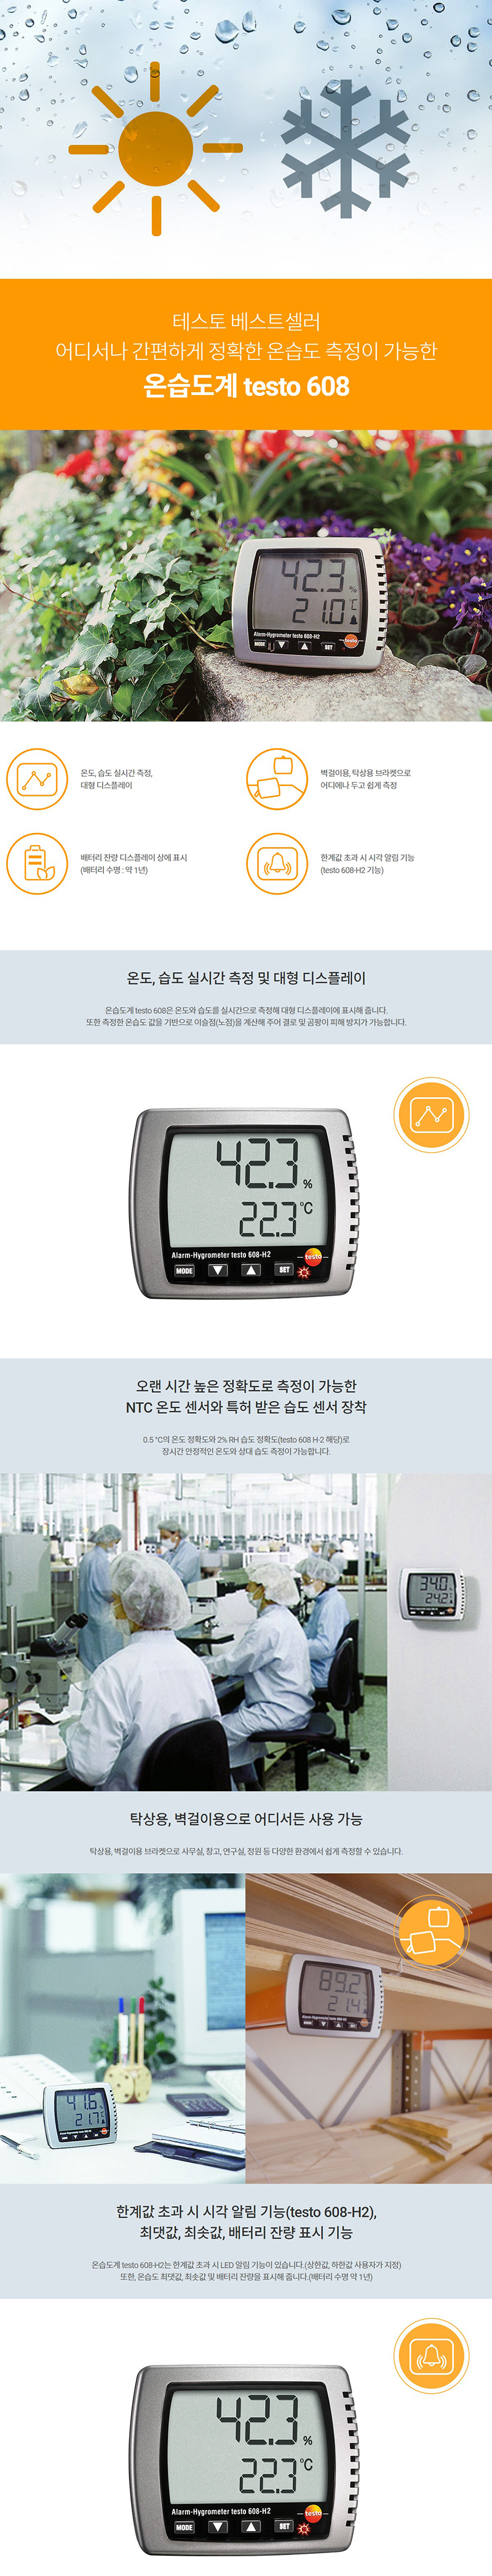 테스토 베스트셀러
어디서나 간편하게 정확한 온습도 측정이 가능한
온습도계 testo 608
42.3 %
21.0 °C
Alarm-Hygrometer testo 608-H2
testo
MODE ▼ ▲ SET
온도, 습도 실시간 측정,
대형 디스플레이
벽걸이용, 탁상용 브라켓으로
어디에나 두고 쉽게 측정
배터리 잔량 디스플레이 상에 표시
(배터리 수명 : 약 1년)
한계값 초과 시 시각 알림 기능
(testo 608-H2 기능)
온도, 습도 실시간 측정 및 대형 디스플레이
온습도계 testo 608은 온도와 습도를 실시간으로 측정해 대형 디스플레이에 표시해 줍니다.
또한 측정한 온습도 값을 기반으로 이슬점(노점)을 계산해 주어 결로 및 곰팡이 피해 방지가 가능합니다.
42.3 %
22.3 °C
Alarm-Hygrometer testo 608-H2
testo
MODE ▼ ▲ SET
오랜 시간 높은 정확도로 측정이 가능한
NTC 온도 센서와 특허 받은 습도 센서 장착
0.5 °C의 온도 정확도와 2% RH 습도 정확도(testo 608 H-2 해당)로
장시간 안정적인 온도와 상대 습도 측정이 가능합니다.
34.0
24.2
탁상용, 벽걸이용으로 어디서든 사용 가능
탁상용, 벽걸이용 브라켓으로 사무실, 창고, 연구실, 정원 등 다양한 환경에서 쉽게 측정할 수 있습니다.
89.2
21.4
41.6
21.7
한계값 초과 시 시각 알림 기능(testo 608-H2),
최댓값, 최솟값, 배터리 잔량 표시 기능
온습도계 testo 608-H2는 한계값 초과 시 LED 알림 기능이 있습니다.(상한값, 하한값 사용자가 지정)
또한, 온습도 최댓값, 최솟값 및 배터리 잔량을 표시해 줍니다.(배터리 수명 약 1년)
42.3 %
22.3 °C
Alarm-Hygrometer testo 608-H2
testo
MODE ▼ ▲ SET